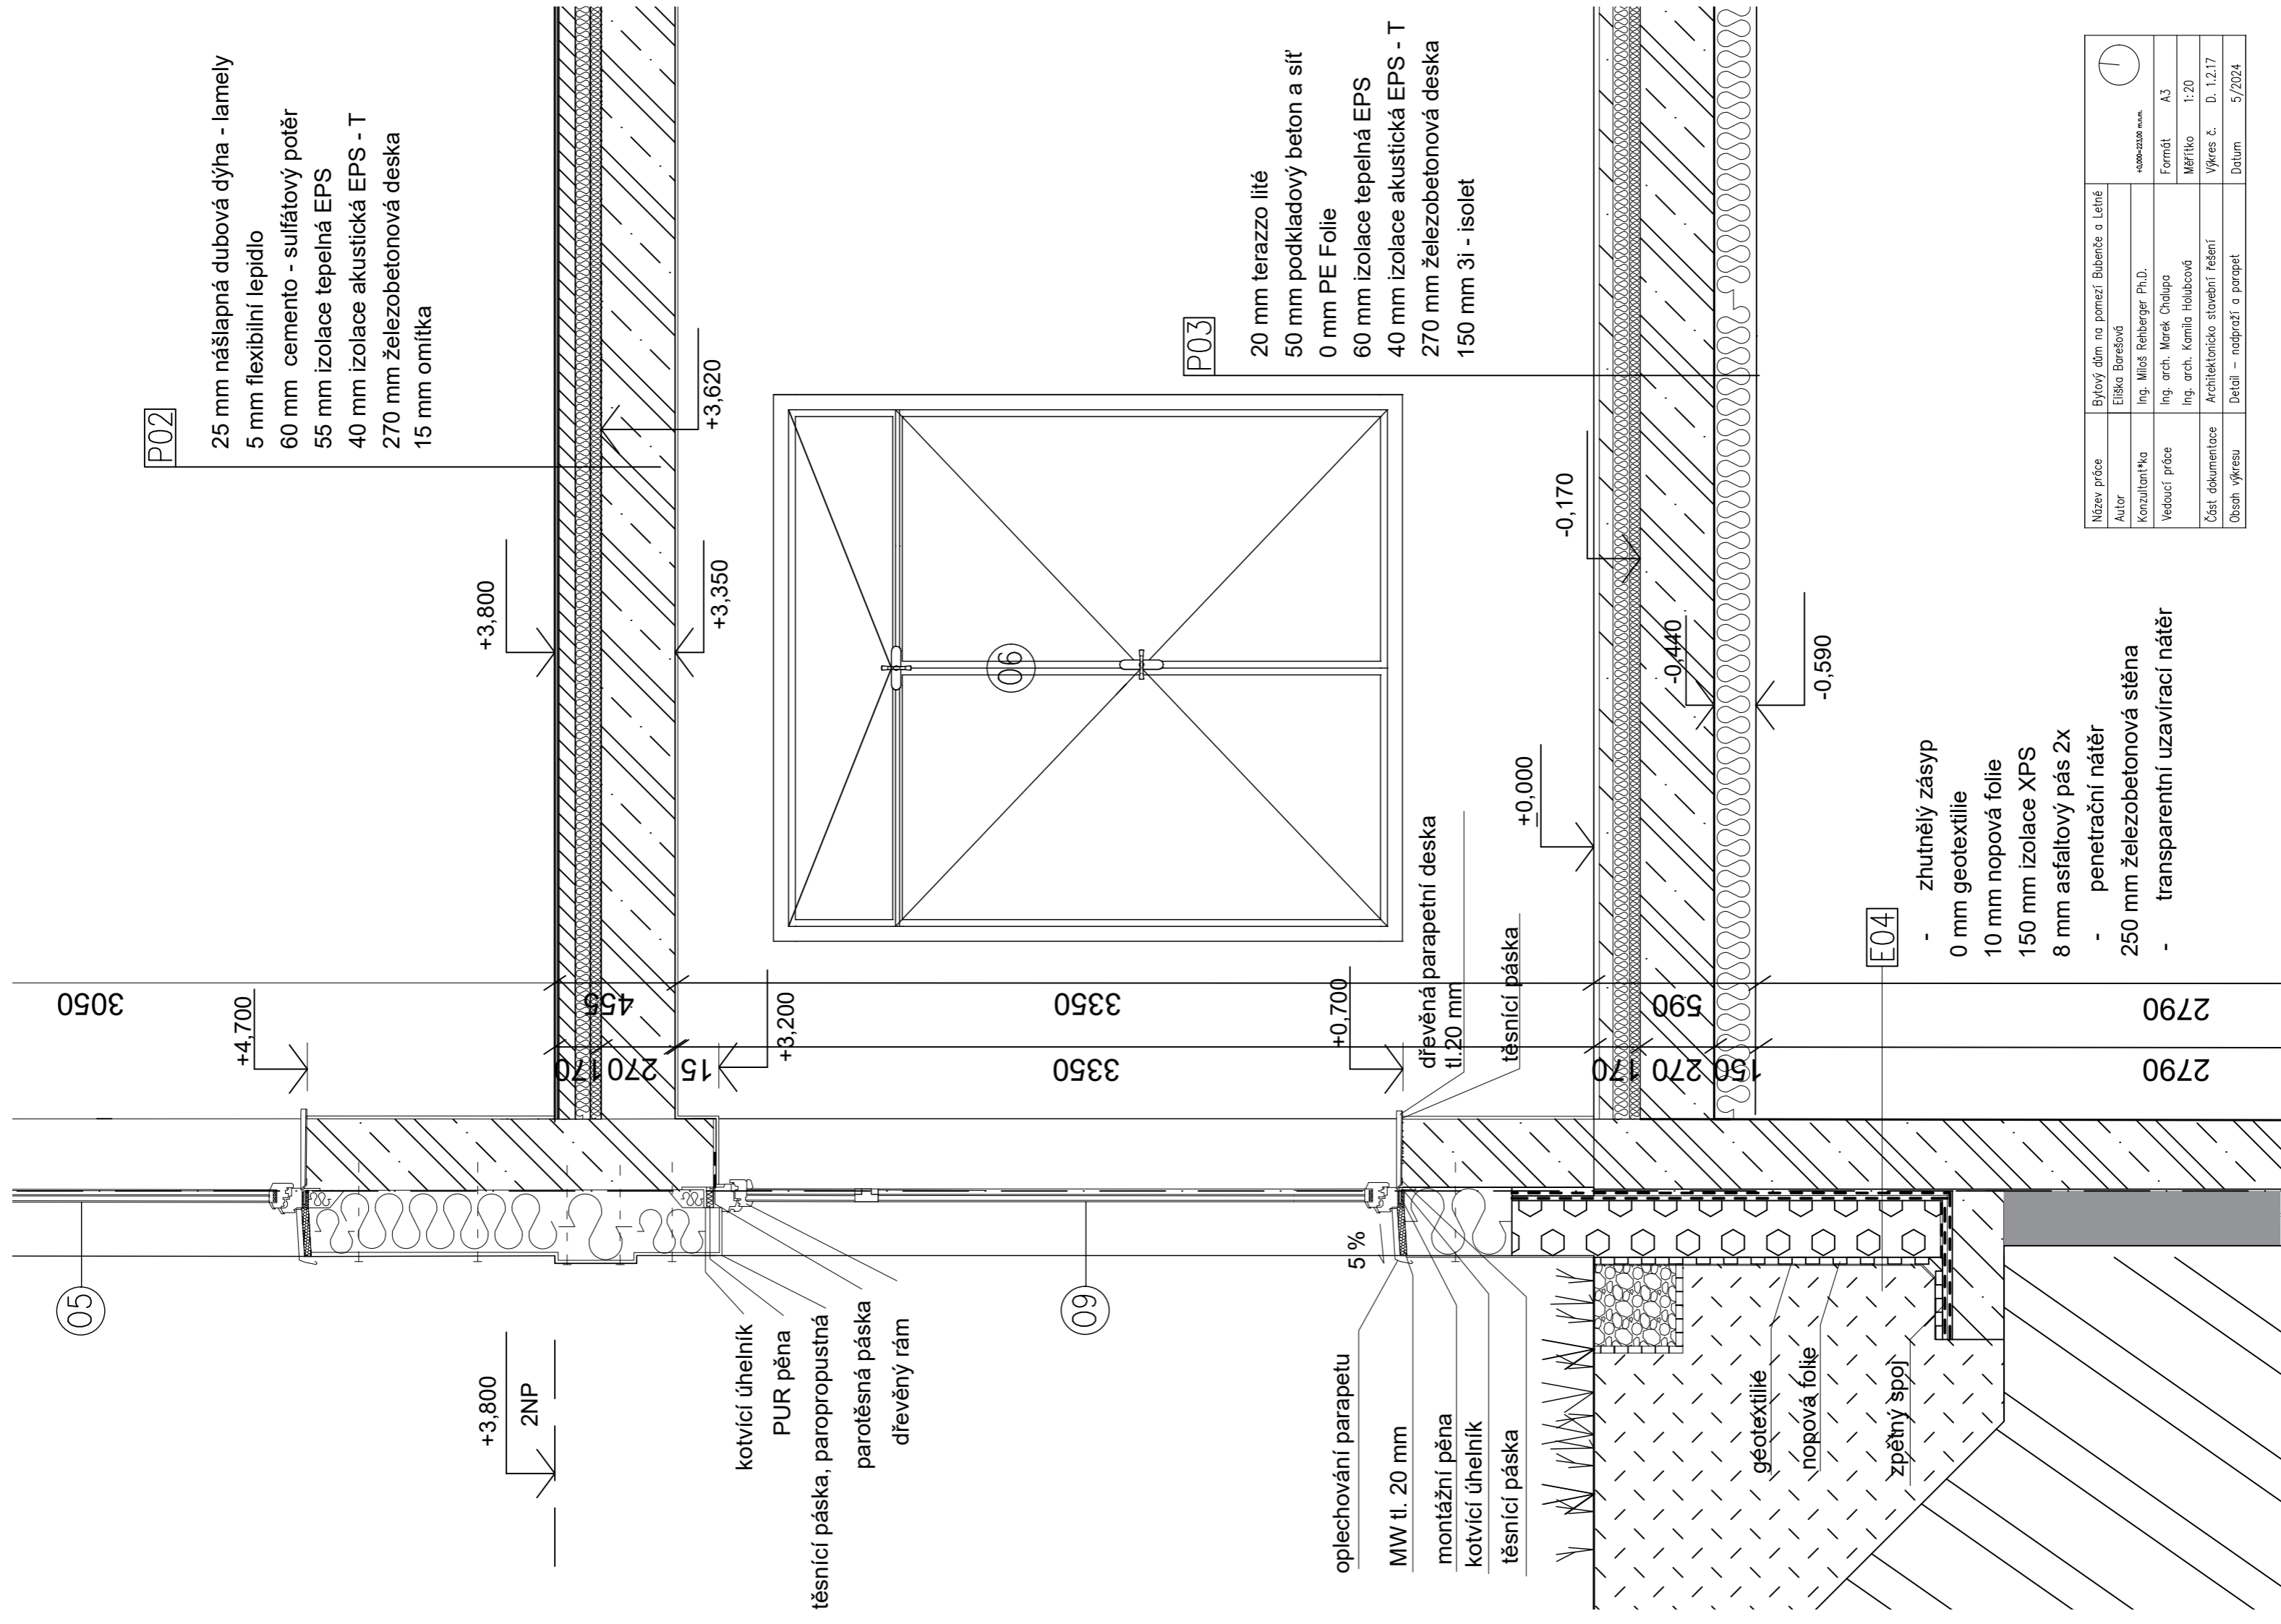 P02
25 mm nášlapná dubová dýha - lamely
5 mm flexibilní lepidlo
60 mm  cemento - sulfátový potěr
55 mm izolace tepelná EPS
40 mm izolace akustická EPS - T
270 mm železobetonová deska
15 mm omítka
+3,800
+3,620
+3,350
P03
20 mm terazzo lité
50 mm podkladový beton a síť
0 mm PE Folie
60 mm izolace tepelná EPS
40 mm izolace akustická EPS - T
270 mm železobetonová deska
150 mm 3i - isolet
06
-0,170
-0,440
-0,590
+0,000
3050
455
3350
590
2790
170
270
15
3350
170
270
150
2790
+4,700
+3,200
+0,700
dřevěná parapetní deska
tl.20 mm
těsnící páska
E04
- zhutnělý zásyp
0 mm geotextilie
10 mm nopová folie
150 mm izolace XPS
8 mm asfaltový pás 2x
- penetrační nátěr
250 mm železobetonová stěna
- transparentní uzavírací nátěr
05
09
+3,800
2NP
kotvící úhelník
PUR pěna
těsnící páska, paropropustná
parotěsná páska
dřevěný rám
5 %
oplechování parapetu
MW tl. 20 mm
montážní pěna
kotvící úhelník
těsnící páska
geotextilie
nopová folie
zpětný spoj
Název práce Bytový dům na pomezí Bubenče a Letné
Autor Eliška Barešová
+0,000=223,00 m.n.m.
Konzultant*ka Ing. Miloš Rehberger Ph.D.
Vedoucí práce Ing. arch. Marek Chalupa Formát A3
Ing. arch. Kamila Holubcová Měřítko 1:20
Část dokumentace Architektonicko stavební řešení Výkres č. D. 1.2.17
Obsah výkresu Detail - nadpraží a parapet Datum 5/2024